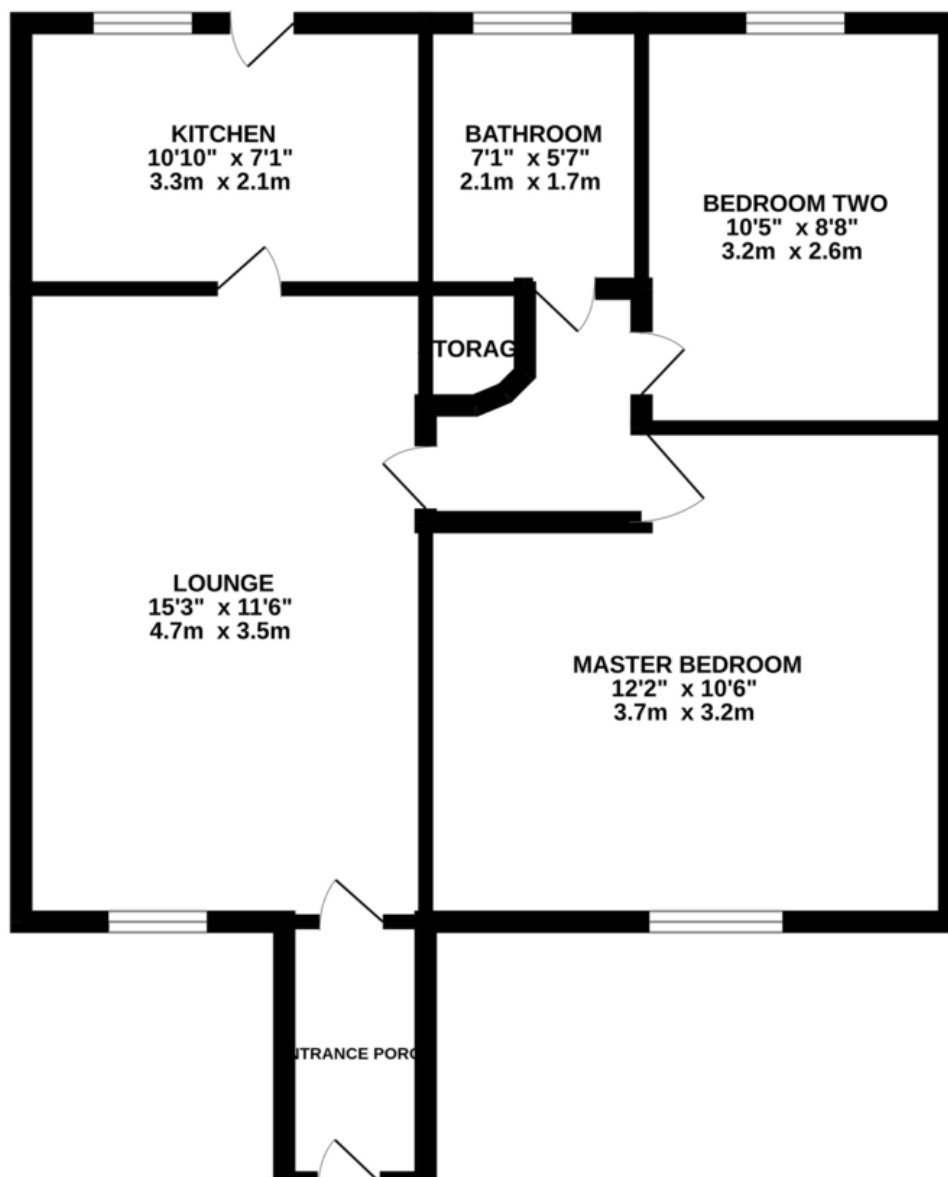 KITCHEN
10'10" x 7'1"
3.3m x 2.1m
BATHROOM
7'1" x 5'7"
2.1m x 1.7m
BEDROOM TWO
10'5" x 8'8"
3.2m x 2.6m
TORAG
LOUNGE
15'3" x 11'6"
4.7m x 3.5m
MASTER BEDROOM
12'2" x 10'6"
3.7m x 3.2m
NTRANCE PORC